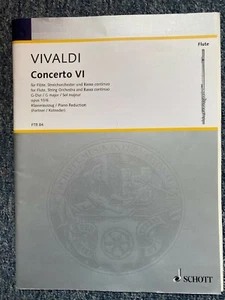 Flute
VIVALDI
Concerto VI
für Flöte, Streichorchester und Basso continuo
for Flute, String Orchestra and Basso continuo
G-Dur / G major / Sol majeur
opus 10/6
Klavierauszug / Piano Reduction
FTR 84
SCHOTT